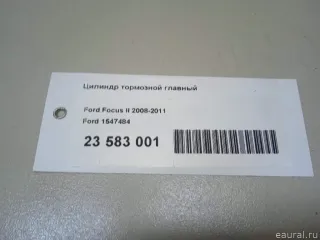 Цилиндр тормозной главный
Ford Focus II 2008-2011
Ford 1547484
23 583 001
eaural.ru/